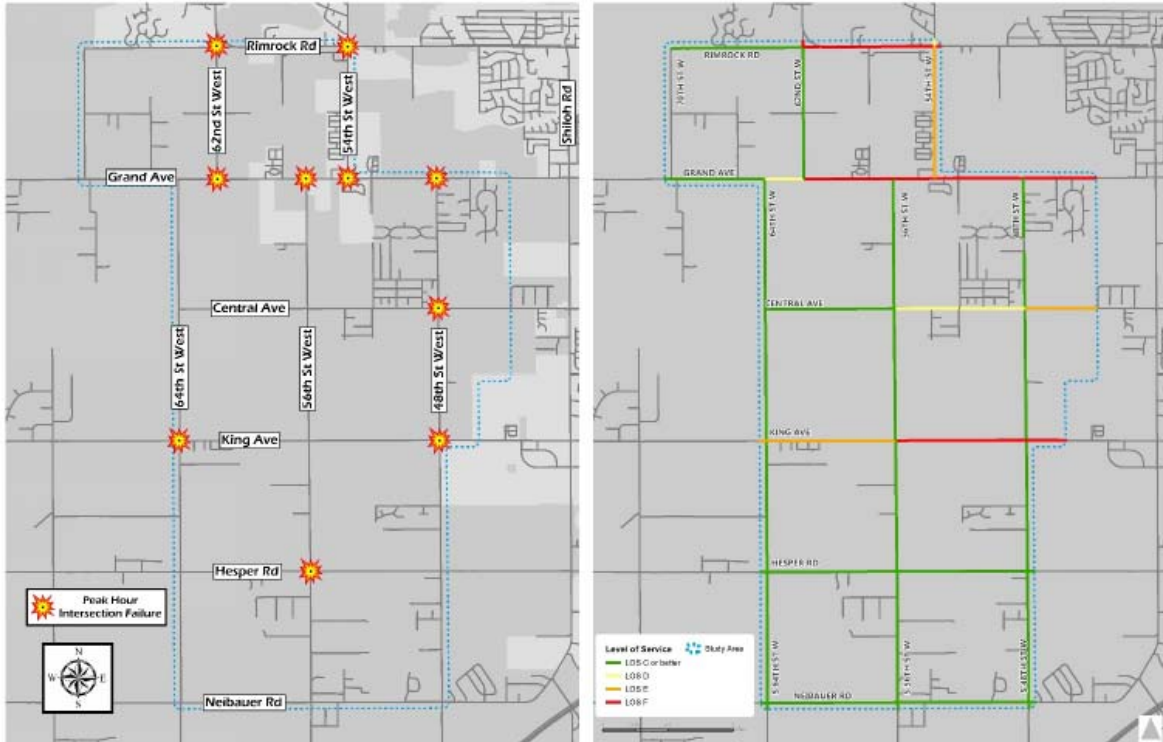 Rimrock Rd
62nd St West
54th St West
Shiloh Rd
Grand Ave
Central Ave
64th St West
56th St West
48th St West
King Ave
Hesper Rd
Peak Hour
Intersection Failure
N
W
E
S
Neibauer Rd
RIMROCK RD
70TH ST W
62ND ST W
54TH ST W
GRAND AVE
64TH ST W
56TH ST W
48TH ST W
CENTRAL AVE
KING AVE
HESPER RD
Level of Service
Study Area
LOS C or better
LOS D
LOS E
LOS F
S 64TH ST W
S 56TH ST W
S 48TH ST W
NEIBAUER RD